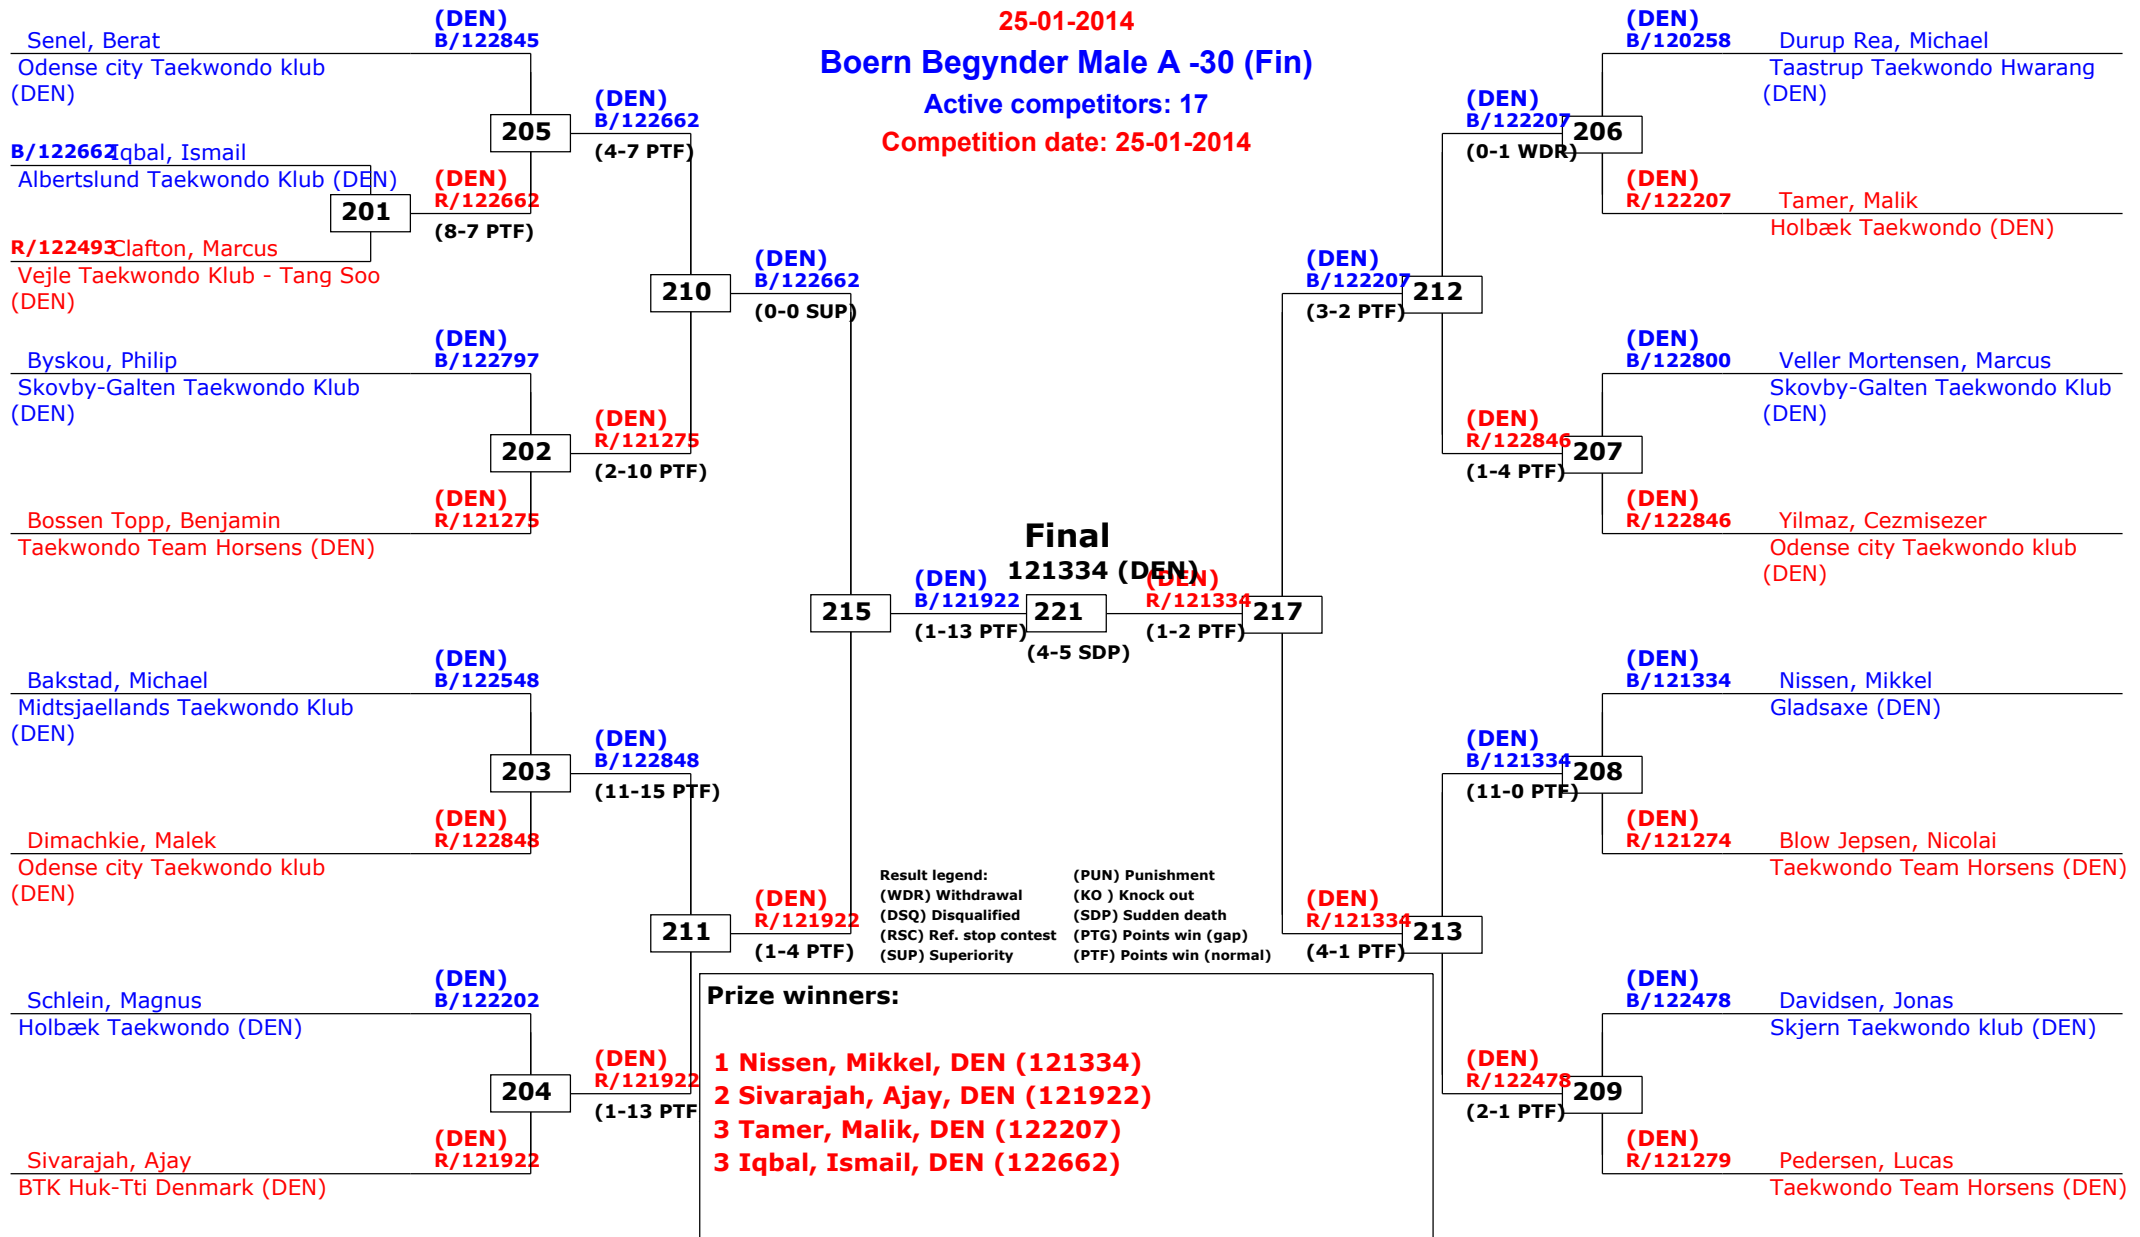 25-01-2014
Boern Begynder Male A -30 (Fin)
Active competitors: 17
Competition date: 25-01-2014
(DEN)
Senel, Berat B/122845
Odense city Taekwondo klub
(DEN)
205
(DEN)
B/122662
(4-7 PTF)
B/122662 Iqbal, Ismail
Albertslund Taekwondo Klub (DEN)
201
(DEN)
R/122662
(8-7 PTF)
R/122493 Clafton, Marcus
Vejle Taekwondo Klub - Tang Soo
(DEN)
210
(DEN)
B/122662
(0-0 SUP)
(DEN)
Byskou, Philip B/122797
Skovby-Galten Taekwondo Klub
(DEN)
202
(DEN)
R/121275
(2-10 PTF)
(DEN)
Bossen Topp, Benjamin R/121275
Taekwondo Team Horsens (DEN)
215
(DEN)
B/121922
(1-13 PTF)
(DEN)
Bakstad, Michael B/122548
Midtsjaellands Taekwondo Klub
(DEN)
203
(DEN)
B/122848
(11-15 PTF)
(DEN)
Dimachkie, Malek R/122848
Odense city Taekwondo klub
(DEN)
211
(DEN)
R/121922
(1-4 PTF)
(DEN)
Schlein, Magnus B/122202
Holbæk Taekwondo (DEN)
204
(DEN)
R/121922
(1-13 PTF
(DEN)
Sivarajah, Ajay R/121922
BTK Huk-Tti Denmark (DEN)
Final
121334 (DEN)
221
(4-5 SDP)
(DEN)
R/121334
(1-2 PTF)
217
(DEN)
B/120258 Durup Rea, Michael
Taastrup Taekwondo Hwarang
(DEN)
(DEN)
B/122207
(0-1 WDR)
206
(DEN)
R/122207 Tamer, Malik
Holbæk Taekwondo (DEN)
(DEN)
B/122207
(3-2 PTF)
212
(DEN)
B/122800 Veller Mortensen, Marcus
Skovby-Galten Taekwondo Klub
(DEN)
(DEN)
R/122846
(1-4 PTF)
207
(DEN)
R/122846 Yilmaz, Cezmisezer
Odense city Taekwondo klub
(DEN)
(DEN)
B/121334 Nissen, Mikkel
Gladsaxe (DEN)
(DEN)
B/121334
(11-0 PTF)
208
(DEN)
R/121274 Blow Jepsen, Nicolai
Taekwondo Team Horsens (DEN)
(DEN)
R/121334
(4-1 PTF)
213
(DEN)
B/122478 Davidsen, Jonas
Skjern Taekwondo klub (DEN)
(DEN)
R/122478
(2-1 PTF)
209
(DEN)
R/121279 Pedersen, Lucas
Taekwondo Team Horsens (DEN)
Result legend: (PUN) Punishment
(WDR) Withdrawal (KO ) Knock out
(DSQ) Disqualified (SDP) Sudden death
(RSC) Ref. stop contest (PTG) Points win (gap)
(SUP) Superiority (PTF) Points win (normal)
Prize winners:
1 Nissen, Mikkel, DEN (121334)
2 Sivarajah, Ajay, DEN (121922)
3 Tamer, Malik, DEN (122207)
3 Iqbal, Ismail, DEN (122662)